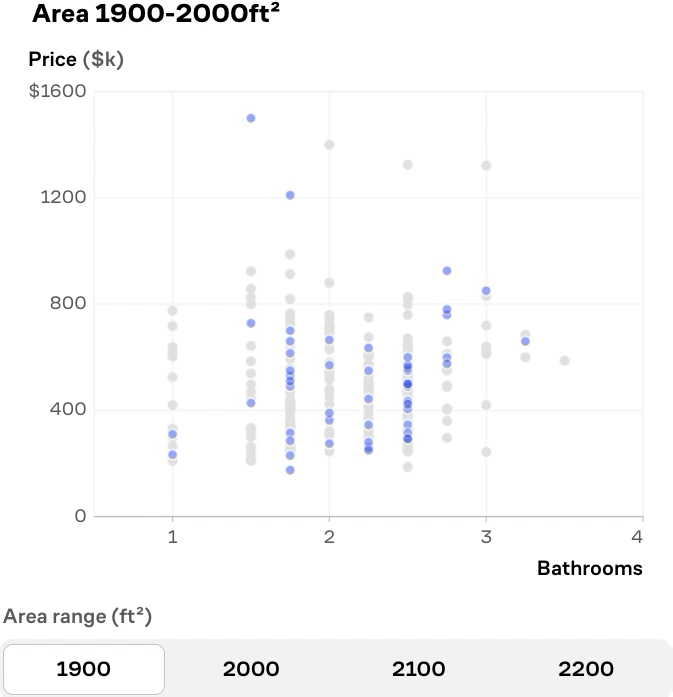 Area 1900-2000ft²
Price ($k)
$1600
1200
800
400
0
1 2 3 4
Bathrooms
Area range (ft²)
1900 2000 2100 2200